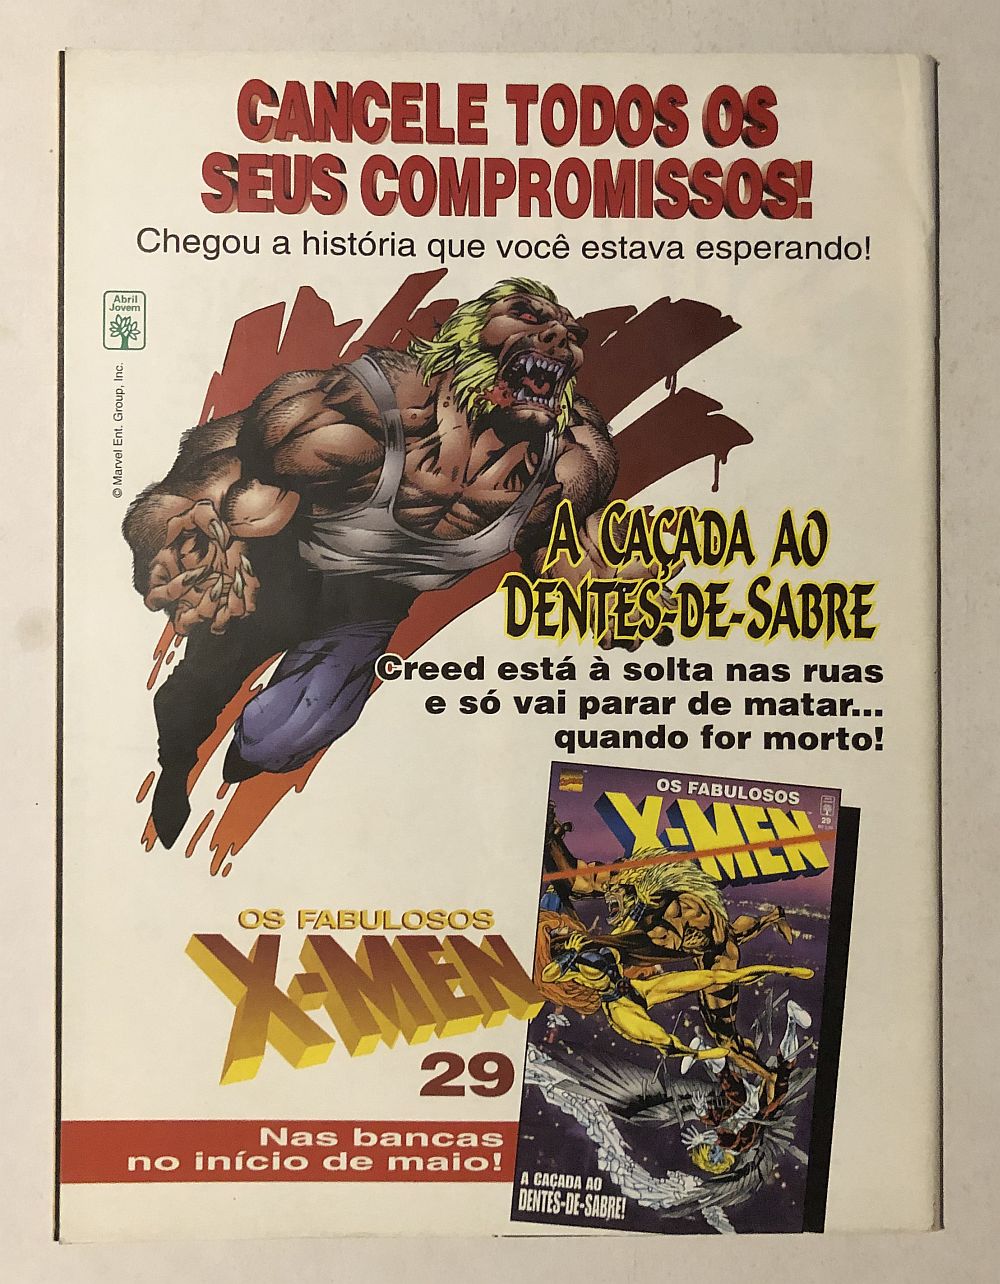 CANCELE TODOS OS
SEUS COMPROMISSOS!
Chegou a história que você estava esperando!
Abril
Jovem
© Marvel Ent. Group, Inc.
A CAÇADA AO
DENTES-DE-SABRE
Creed está à solta nas ruas
e só vai parar de matar...
quando for morto!
OS FABULOSOS
X-MEN
29
OS FABULOSOS
X-MEN
29
Nas bancas
no início de maio!
A CAÇADA AO
DENTES-DE-SABRE!